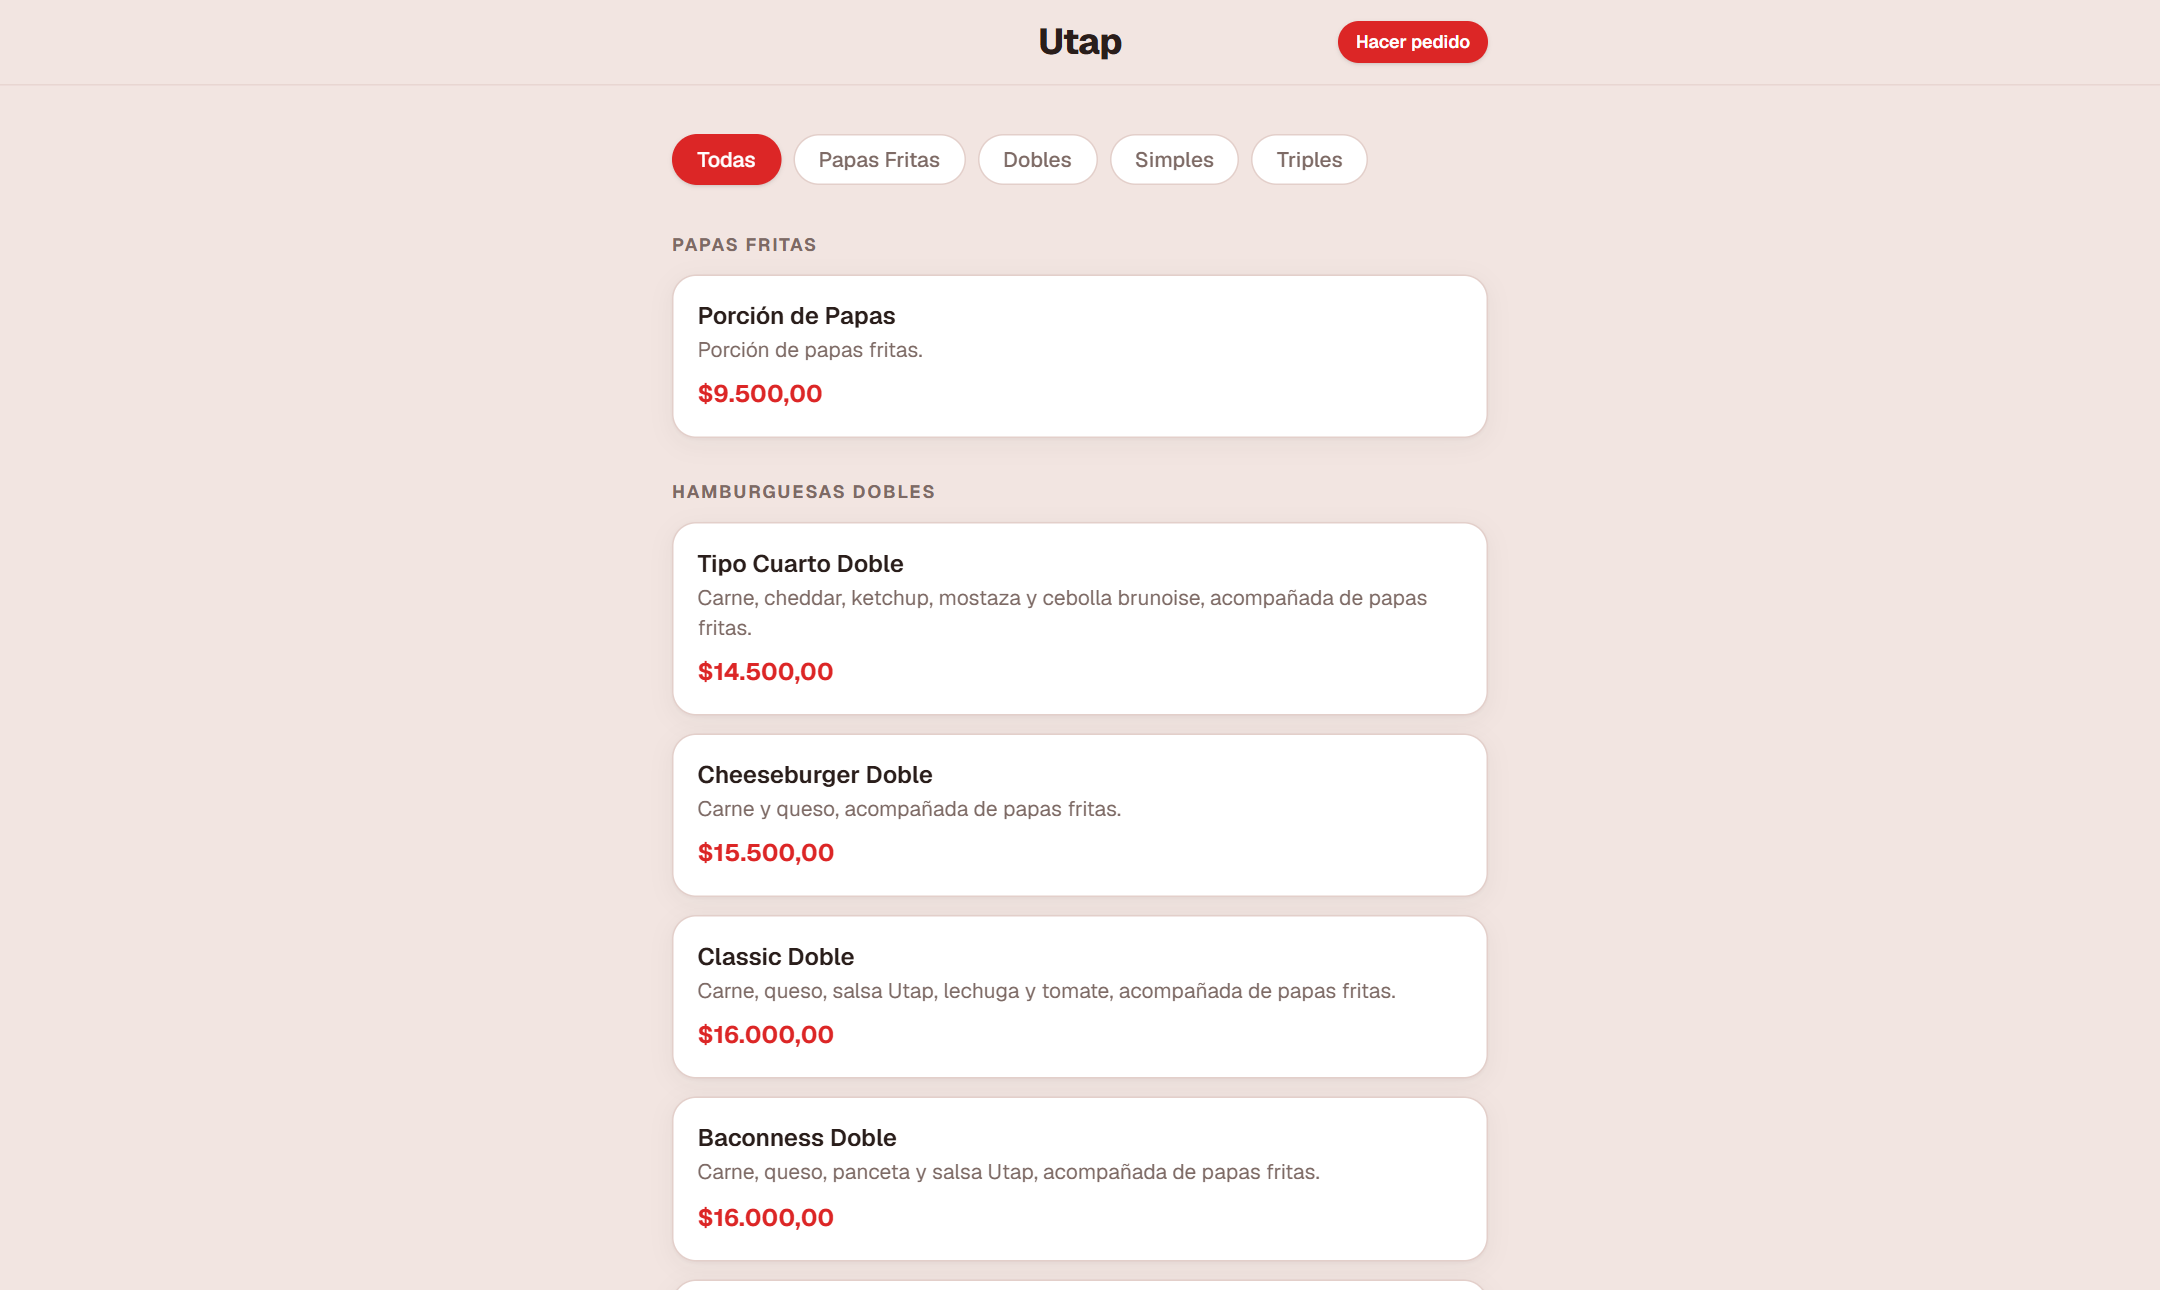 Utap
Hacer pedido
Todas
Papas Fritas
Dobles
Simples
Triples
PAPAS FRITAS
Porción de Papas
Porción de papas fritas.
$9.500,00
HAMBURGUESAS DOBLES
Tipo Cuarto Doble
Carne, cheddar, ketchup, mostaza y cebolla brunoise, acompañada de papas
fritas.
$14.500,00
Cheeseburger Doble
Carne y queso, acompañada de papas fritas.
$15.500,00
Classic Doble
Carne, queso, salsa Utap, lechuga y tomate, acompañada de papas fritas.
$16.000,00
Baconness Doble
Carne, queso, panceta y salsa Utap, acompañada de papas fritas.
$16.000,00